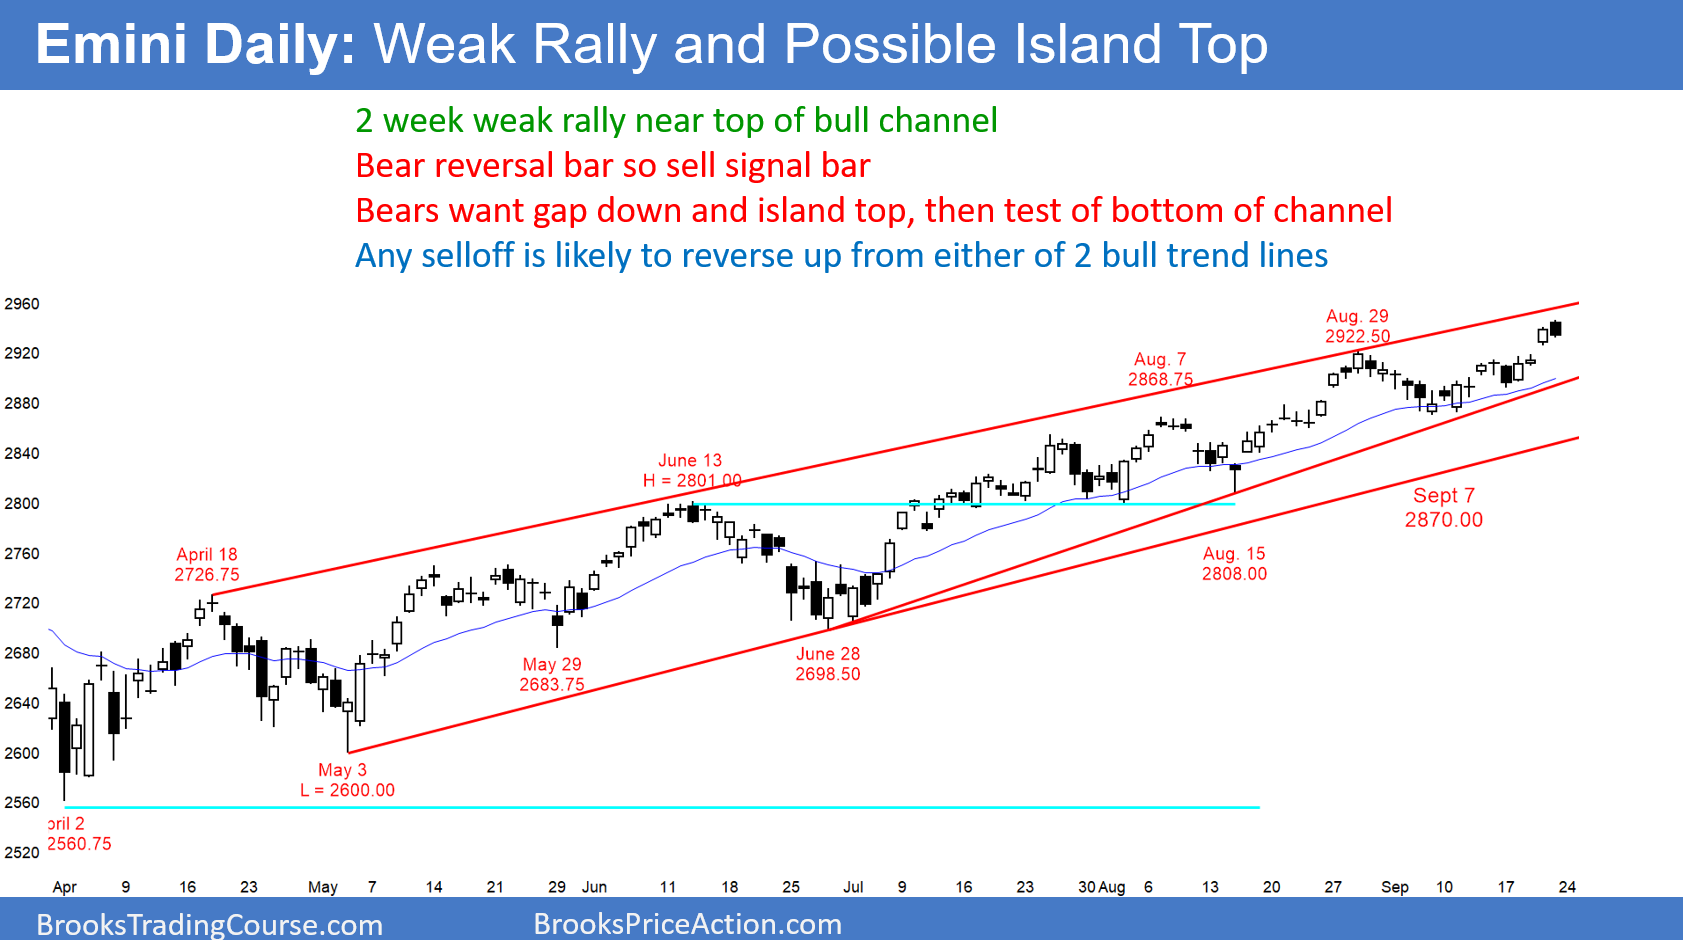 Emini Daily: Weak Rally and Possible Island Top
2 week weak rally near top of bull channel
Bear reversal bar so sell signal bar
Bears want gap down and island top, then test of bottom of channel
Any selloff is likely to reverse up from either of 2 bull trend lines
2960
2920
2880
2840
2800
2760
2720
2680
2640
2600
2560
2520
April 18
2726.75
June 13
H = 2801.00
Aug. 7
2868.75
Aug. 29
2922.50
Sept 7
2870.00
Aug. 15
2808.00
June 28
2698.50
May 29
2683.75
May 3
L = 2600.00
pril 2
2560.75
Apr 9 16 23 May 7 14 21 29 Jun 11 18 25 Jul 9 16 23 30 Aug 6 13 20 27 Sep 10 17 24
BrooksTradingCourse.com
BrooksPriceAction.com